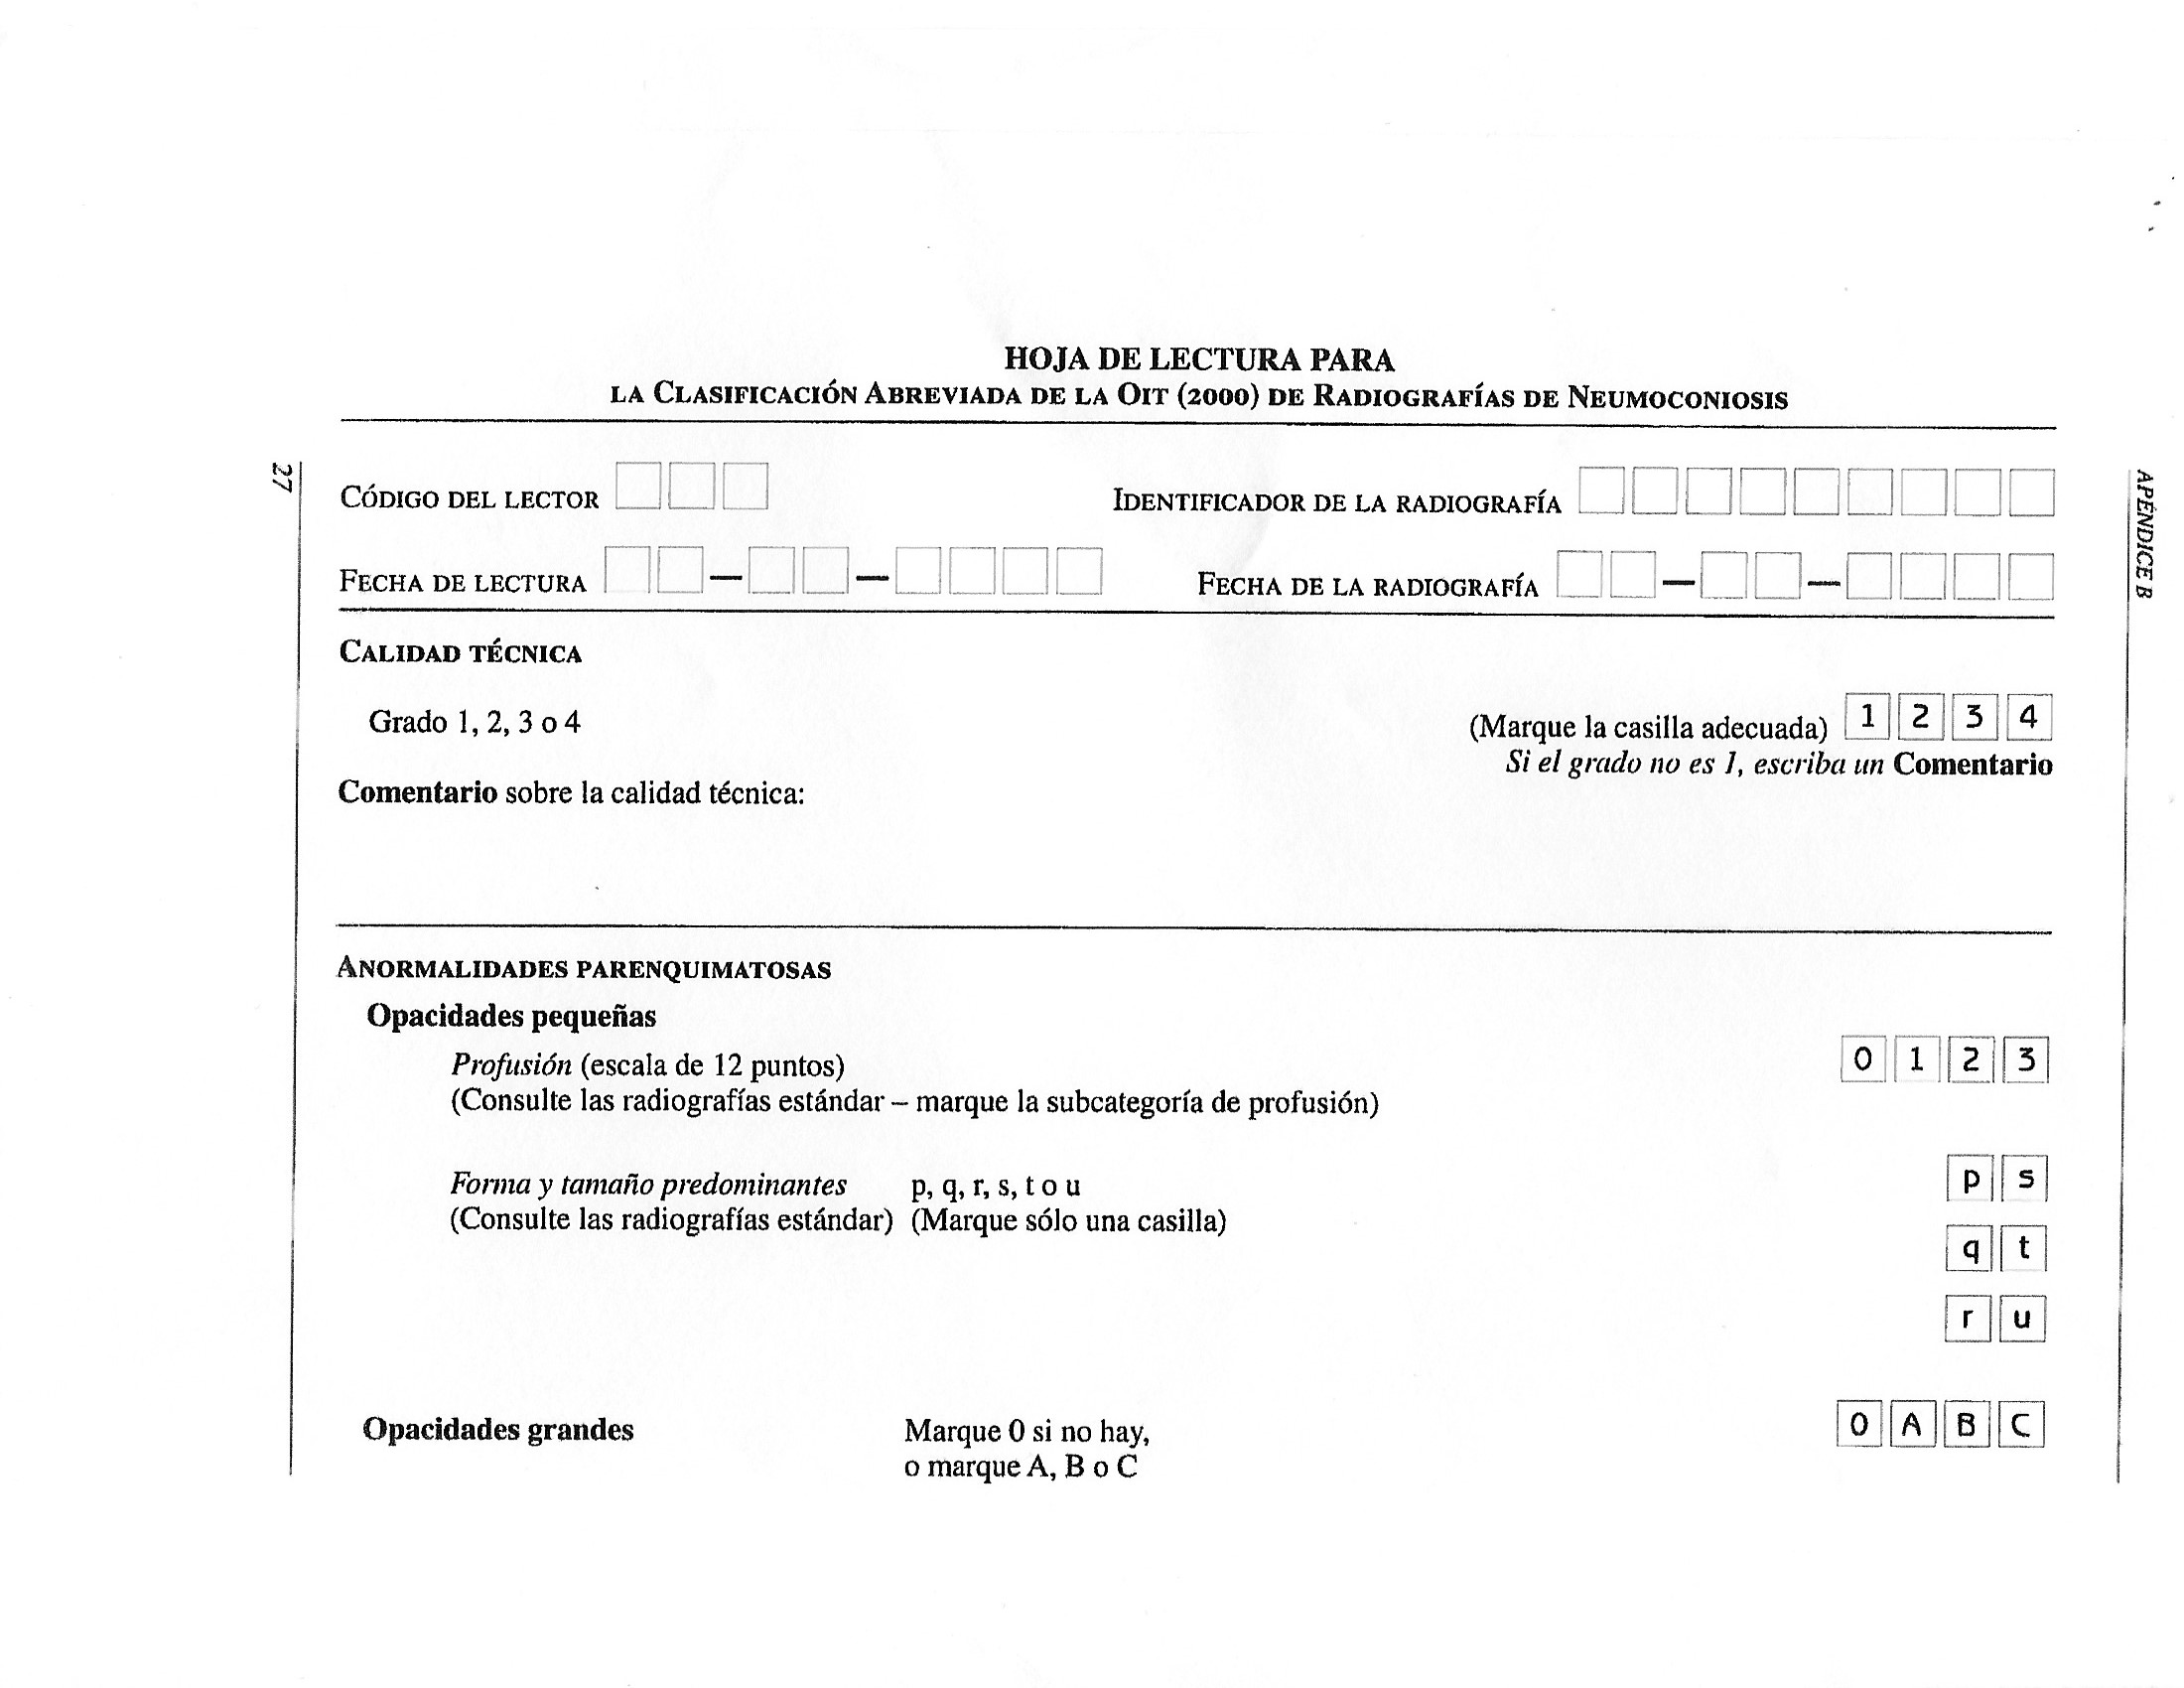 HOJA DE LECTURA PARA
LA CLASIFICACIÓN ABREVIADA DE LA OIT (2000) DE RADIOGRAFÍAS DE NEUMOCONIOSIS
27
APÉNDICE B
CÓDIGO DEL LECTOR
IDENTIFICADOR DE LA RADIOGRAFÍA
FECHA DE LECTURA – –
FECHA DE LA RADIOGRAFÍA – –
CALIDAD TÉCNICA
Grado 1, 2, 3 o 4
(Marque la casilla adecuada) 1 2 3 4
Si el grado no es 1, escriba un Comentario
Comentario sobre la calidad técnica:
ANORMALIDADES PARENQUIMATOSAS
Opacidades pequeñas
Profusión (escala de 12 puntos) 0 1 2 3
(Consulte las radiografías estándar – marque la subcategoría de profusión)
Forma y tamaño predominantes p, q, r, s, t o u p s
(Consulte las radiografías estándar) (Marque sólo una casilla)
q t
r u
Opacidades grandes Marque 0 si no hay, 0 A B C
o marque A, B o C